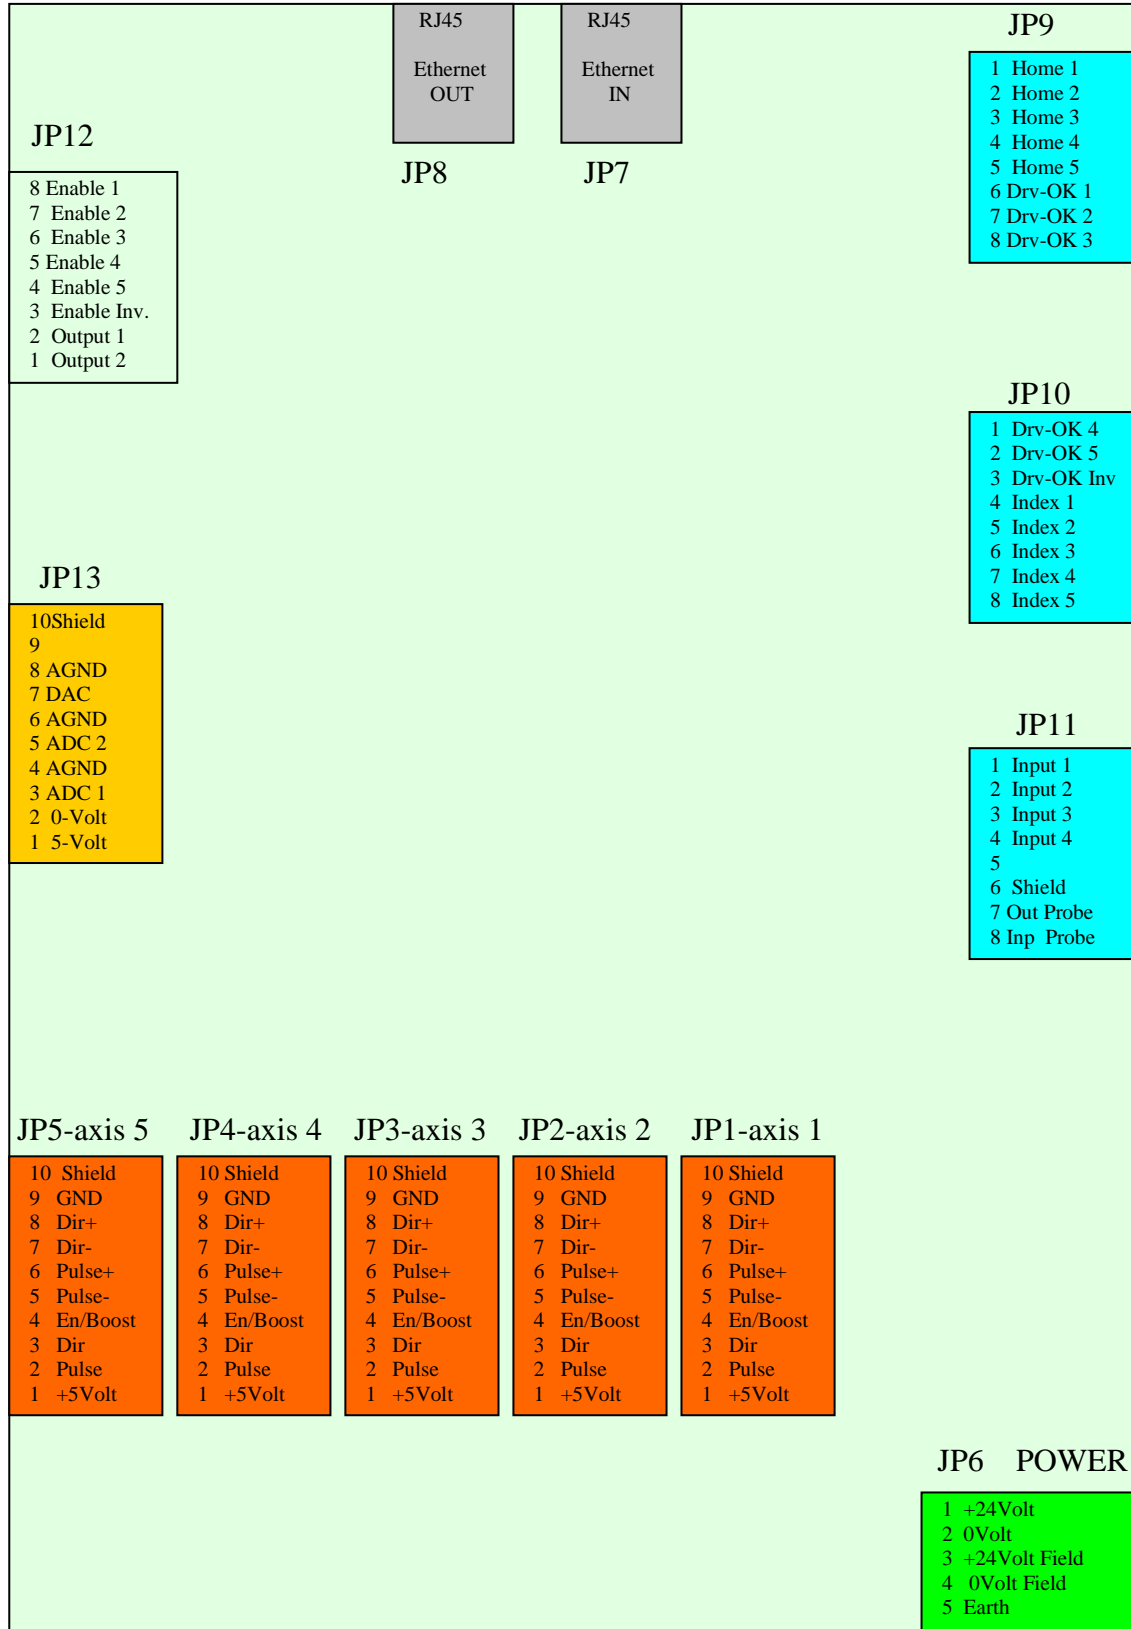 RJ45
Ethernet
OUT
JP8
RJ45
Ethernet
IN
JP7
JP9
1 Home 1
2 Home 2
3 Home 3
4 Home 4
5 Home 5
6 Drv-OK 1
7 Drv-OK 2
8 Drv-OK 3
JP12
8 Enable 1
7 Enable 2
6 Enable 3
5 Enable 4
4 Enable 5
3 Enable Inv.
2 Output 1
1 Output 2
JP10
1 Drv-OK 4
2 Drv-OK 5
3 Drv-OK Inv
4 Index 1
5 Index 2
6 Index 3
7 Index 4
8 Index 5
JP13
10Shield
9
8 AGND
7 DAC
6 AGND
5 ADC 2
4 AGND
3 ADC 1
2 0-Volt
1 5-Volt
JP11
1 Input 1
2 Input 2
3 Input 3
4 Input 4
5
6 Shield
7 Out Probe
8 Inp Probe
JP5-axis 5
10 Shield
9 GND
8 Dir+
7 Dir-
6 Pulse+
5 Pulse-
4 En/Boost
3 Dir
2 Pulse
1 +5Volt
JP4-axis 4
10 Shield
9 GND
8 Dir+
7 Dir-
6 Pulse+
5 Pulse-
4 En/Boost
3 Dir
2 Pulse
1 +5Volt
JP3-axis 3
10 Shield
9 GND
8 Dir+
7 Dir-
6 Pulse+
5 Pulse-
4 En/Boost
3 Dir
2 Pulse
1 +5Volt
JP2-axis 2
10 Shield
9 GND
8 Dir+
7 Dir-
6 Pulse+
5 Pulse-
4 En/Boost
3 Dir
2 Pulse
1 +5Volt
JP1-axis 1
10 Shield
9 GND
8 Dir+
7 Dir-
6 Pulse+
5 Pulse-
4 En/Boost
3 Dir
2 Pulse
1 +5Volt
JP6 POWER
1 +24Volt
2 0Volt
3 +24Volt Field
4 0Volt Field
5 Earth